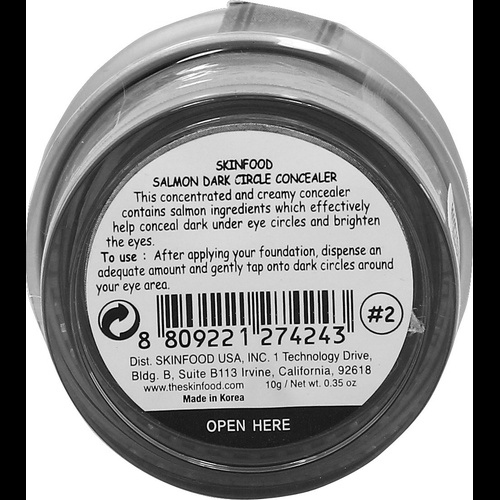 SKINFOOD
SALMON DARK CIRCLE CONCEALER
This concentrated and creamy concealer
contains salmon ingredients which effectively
help conceal dark under eye circles and brighten
the eyes.
To use : After applying your foundation, dispense an
adequate amount and gently tap onto dark circles around
your eye area.
#2
8 809221 274243
Dist. SKINFOOD USA, INC. 1 Technology Drive,
Bldg. B, Suite B113 Irvine, California, 92618
www.theskinfood.com 10g / Net wt. 0.35 oz
Made in Korea
OPEN HERE